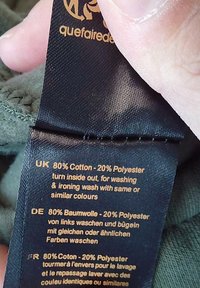 quefairede
UK 80% Cotton - 20% Polyester
turn inside out, for washing
& ironing wash with same or
similar colours
DE 80% Baumwolle - 20% Polyester
von links waschen und bügeln
mit gleichen oder ähnlichen
Farben waschen
FR 80% Coton - 20% Polyester
tourner à l'envers pour le lavage
et le repassage laver avec des
couleurs identiques ou similaires